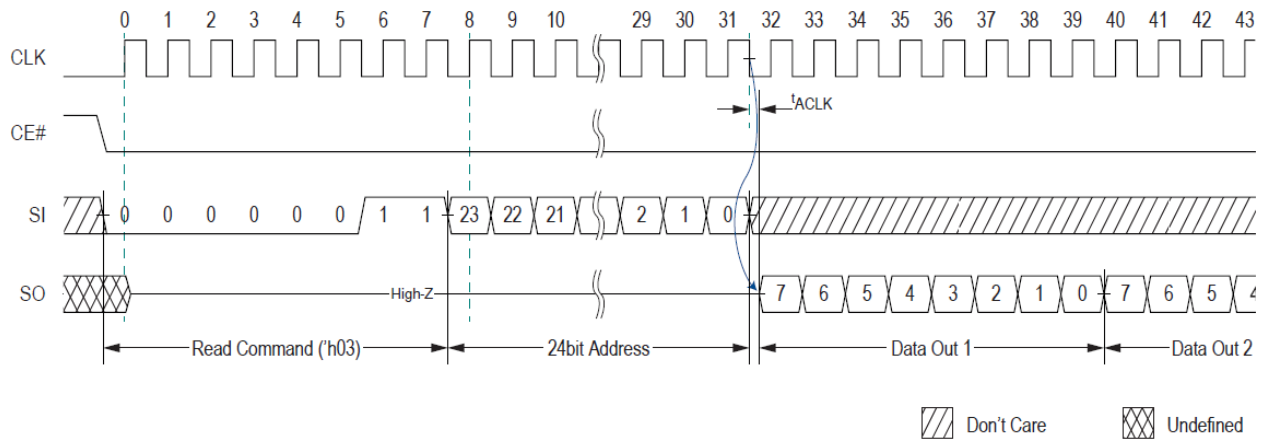 0 1 2 3 4 5 6 7 8 9 10 29 30 31 32 33 34 35 36 37 38 39 40 41 42 43
CLK
tACLK
CE#
SI 0 0 0 0 0 0 1 1 23 22 21 2 1 0
SO High-Z 7 6 5 4 3 2 1 0 7 6 5 4
Read Command ('h03) 24bit Address Data Out 1 Data Out 2
Don't Care Undefined